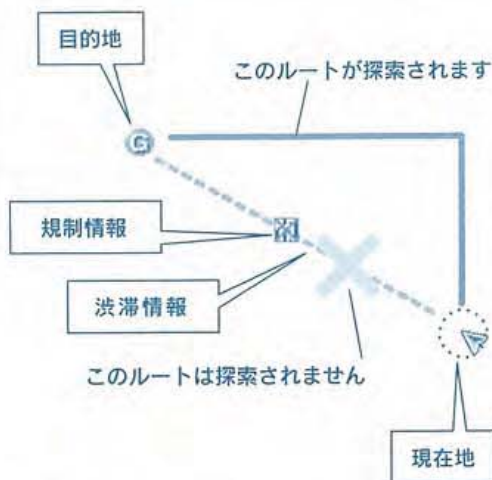 目的地
このルートが探索されます
G
規制情報
渋滞情報
このルートは探索されません
現在地